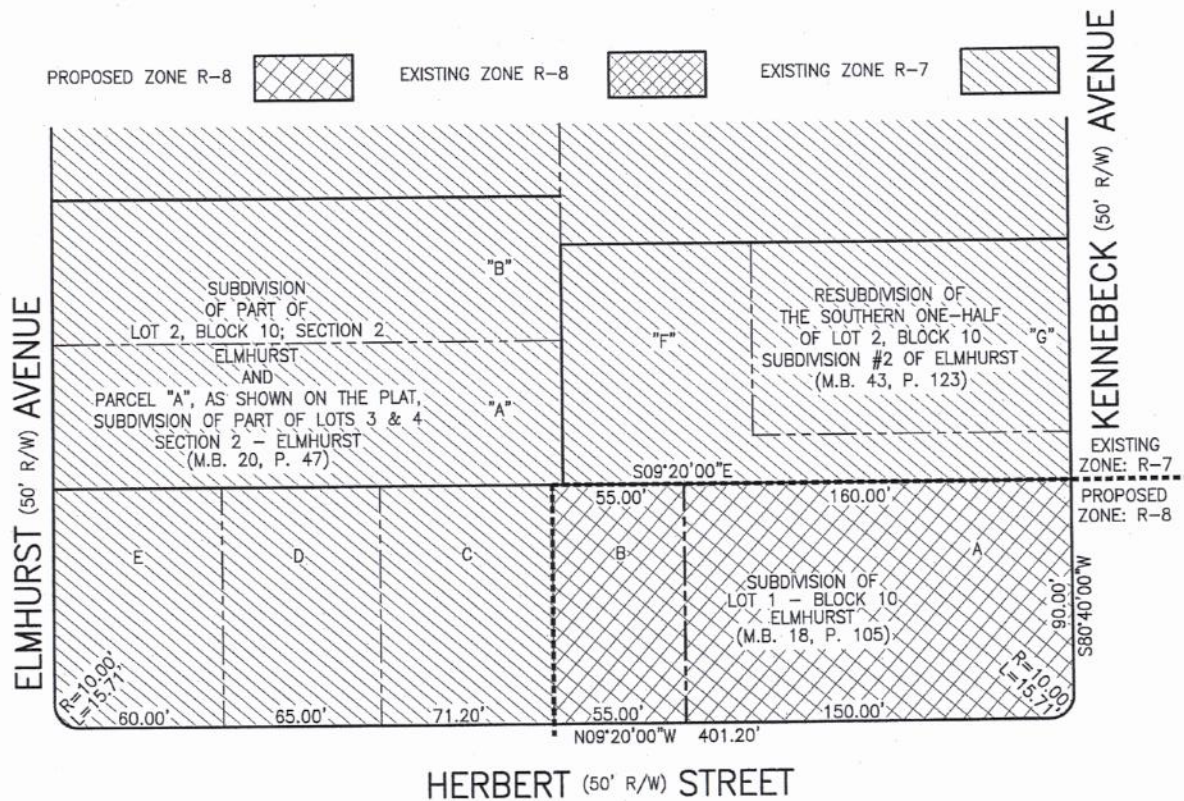 PROPOSED ZONE R-8
EXISTING ZONE R-8
EXISTING ZONE R-7
KENNEBECK (50' R/W) AVENUE
ELMHURST (50' R/W) AVENUE
"B"
SUBDIVISION
OF PART OF
LOT 2, BLOCK 10; SECTION 2
ELMHURST
AND
PARCEL "A", AS SHOWN ON THE PLAT,
SUBDIVISION OF PART OF LOTS 3 & 4
SECTION 2 - ELMHURST
(M.B. 20, P. 47)
"A"
"F"
RESUBDIVISION OF
THE SOUTHERN ONE-HALF
OF LOT 2, BLOCK 10
SUBDIVISION #2 OF ELMHURST
(M.B. 43, P. 123)
"G"
EXISTING
ZONE: R-7
PROPOSED
ZONE: R-8
S09°20'00"E
55.00'
160.00'
E
D
C
B
A
SUBDIVISION OF
LOT 1 - BLOCK 10
ELMHURST
(M.B. 18, P. 105)
90.00'
S80°40'00"W
R=10.00'
L=15.71'
R=10.00
L=15.71'
60.00'
65.00'
71.20'
55.00'
150.00'
N09°20'00"W 401.20'
HERBERT (50' R/W) STREET